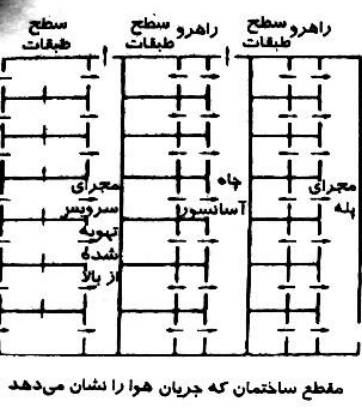 راهرو سطح طبقات
راهرو سطح طبقات
سطح طبقات
مجرای پله
چاه آسانسور
مجرای سرویس تهویه شده از بالا
مقطع ساختمان که جریان هوا را نشان می‌دهد